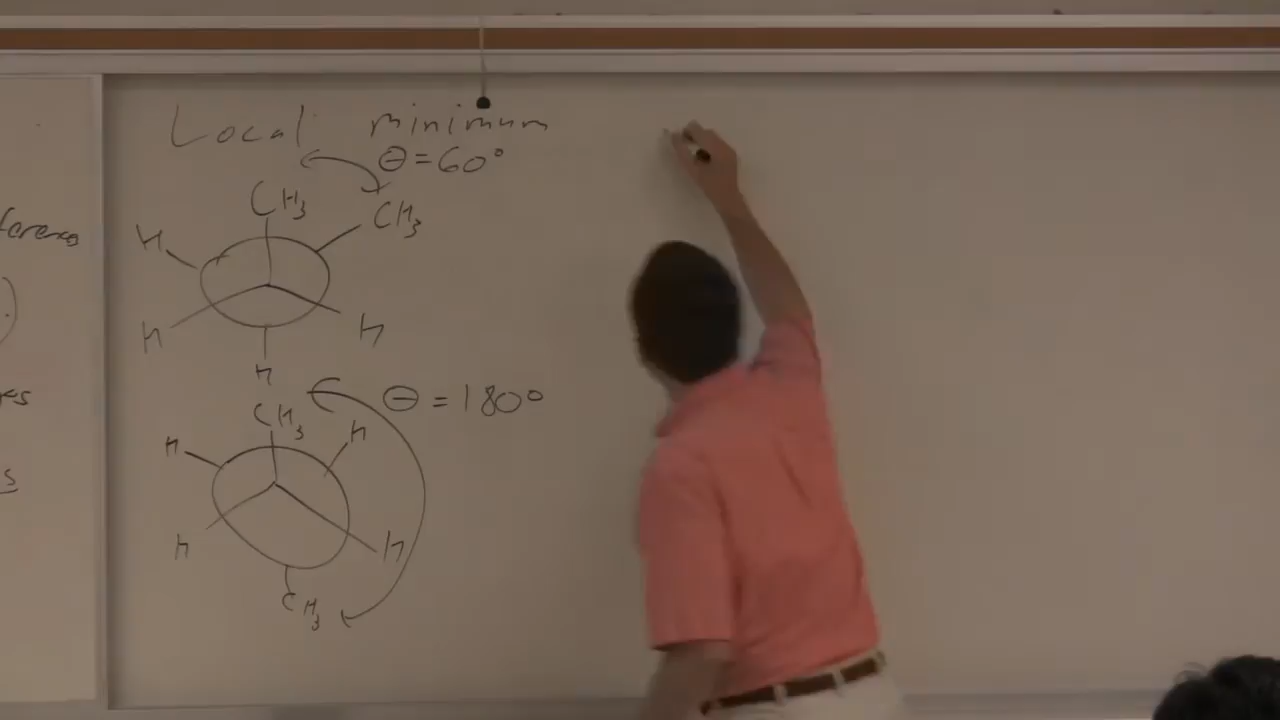 Local minimum
θ = 60°
CH3
CH3
H
H
H
H
θ = 180°
CH3
H
H
H
H
CH3